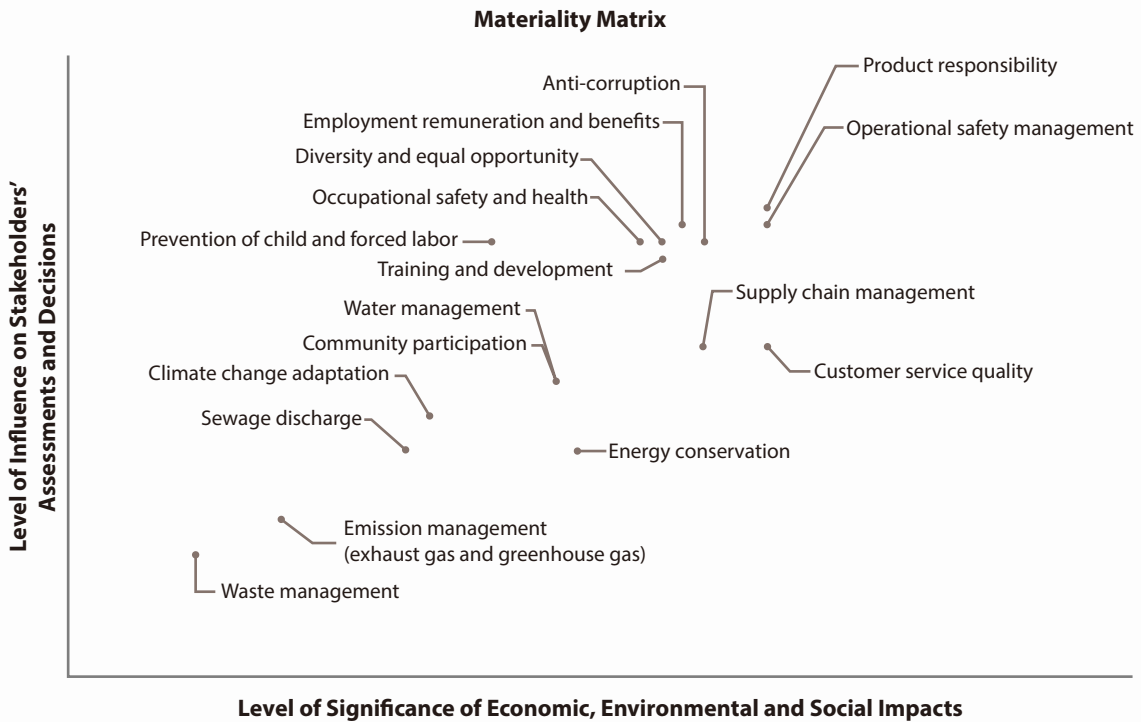 Materiality Matrix
Product responsibility
Anti-corruption
Employment remuneration and benefits
Operational safety management
Diversity and equal opportunity
Occupational safety and health
Prevention of child and forced labor
Training and development
Supply chain management
Water management
Community participation
Customer service quality
Climate change adaptation
Sewage discharge
Energy conservation
Emission management
(exhaust gas and greenhouse gas)
Waste management
Level of Influence on Stakeholders’
Assessments and Decisions
Level of Significance of Economic, Environmental and Social Impacts